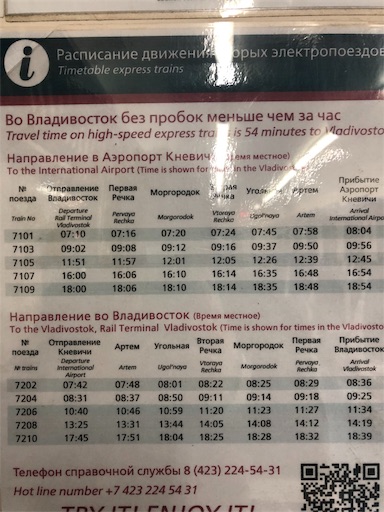 i Расписание движения скорых электропоездов
Timetable express trains
Во Владивосток без пробок меньше чем за час
Travel time on high-speed express trains is 54 minutes to Vladivosto
Направление в Аэропорт Кневичи (Время местное)
To the International Airport (Time is shown for times in the Vladivos
№ поезда Отправление Владивосток Первая Речка Моргородок Вторая Речка Угольная Артем Прибытие Аэропорт Кневичи
Train No Departure Rail Terminal Vladivostok Pervaya Rechka Morgorodok Vtoraya Rechka Ugol'naya Artem Arrival International Airpo
7101 07:10 07:16 07:20 07:24 07:45 07:58 08:04
7103 09:02 09:08 09:12 09:16 09:37 09:50 09:56
7105 11:51 11:57 12:01 12:05 12:26 12:39 12:45
7107 16:00 16:06 16:10 16:14 16:35 16:48 16:54
7109 18:00 18:06 18:10 18:14 18:35 18:48 18:54
Направление во Владивосток (Время местное)
To the Vladivostok, Rail Terminal Vladivostok (Time is shown for times in the Vladivosto
№ поезда Отправление Кневичи Артем Угольная Вторая Речка Моргородок Первая Речка Прибытие Владивосток
№ trains Departure International Airport Artem Ugol'naya Vtoraya Rechka Morgorodok Pervaya Rechka Arrival Vladivostok
7202 07:42 07:48 08:01 08:22 08:25 08:29 08:36
7204 08:31 08:37 08:50 09:11 09:14 09:18 09:25
7206 10:40 10:46 10:59 11:20 11:23 11:27 11:34
7208 13:25 13:31 13:44 14:05 14:08 14:12 14:19
7210 17:45 17:51 18:04 18:25 18:28 18:32 18:39
Телефон справочной службы 8 (423) 224-54-31
Hot line number +7 423 224 54 31
TRY IT! ENJOY IT!